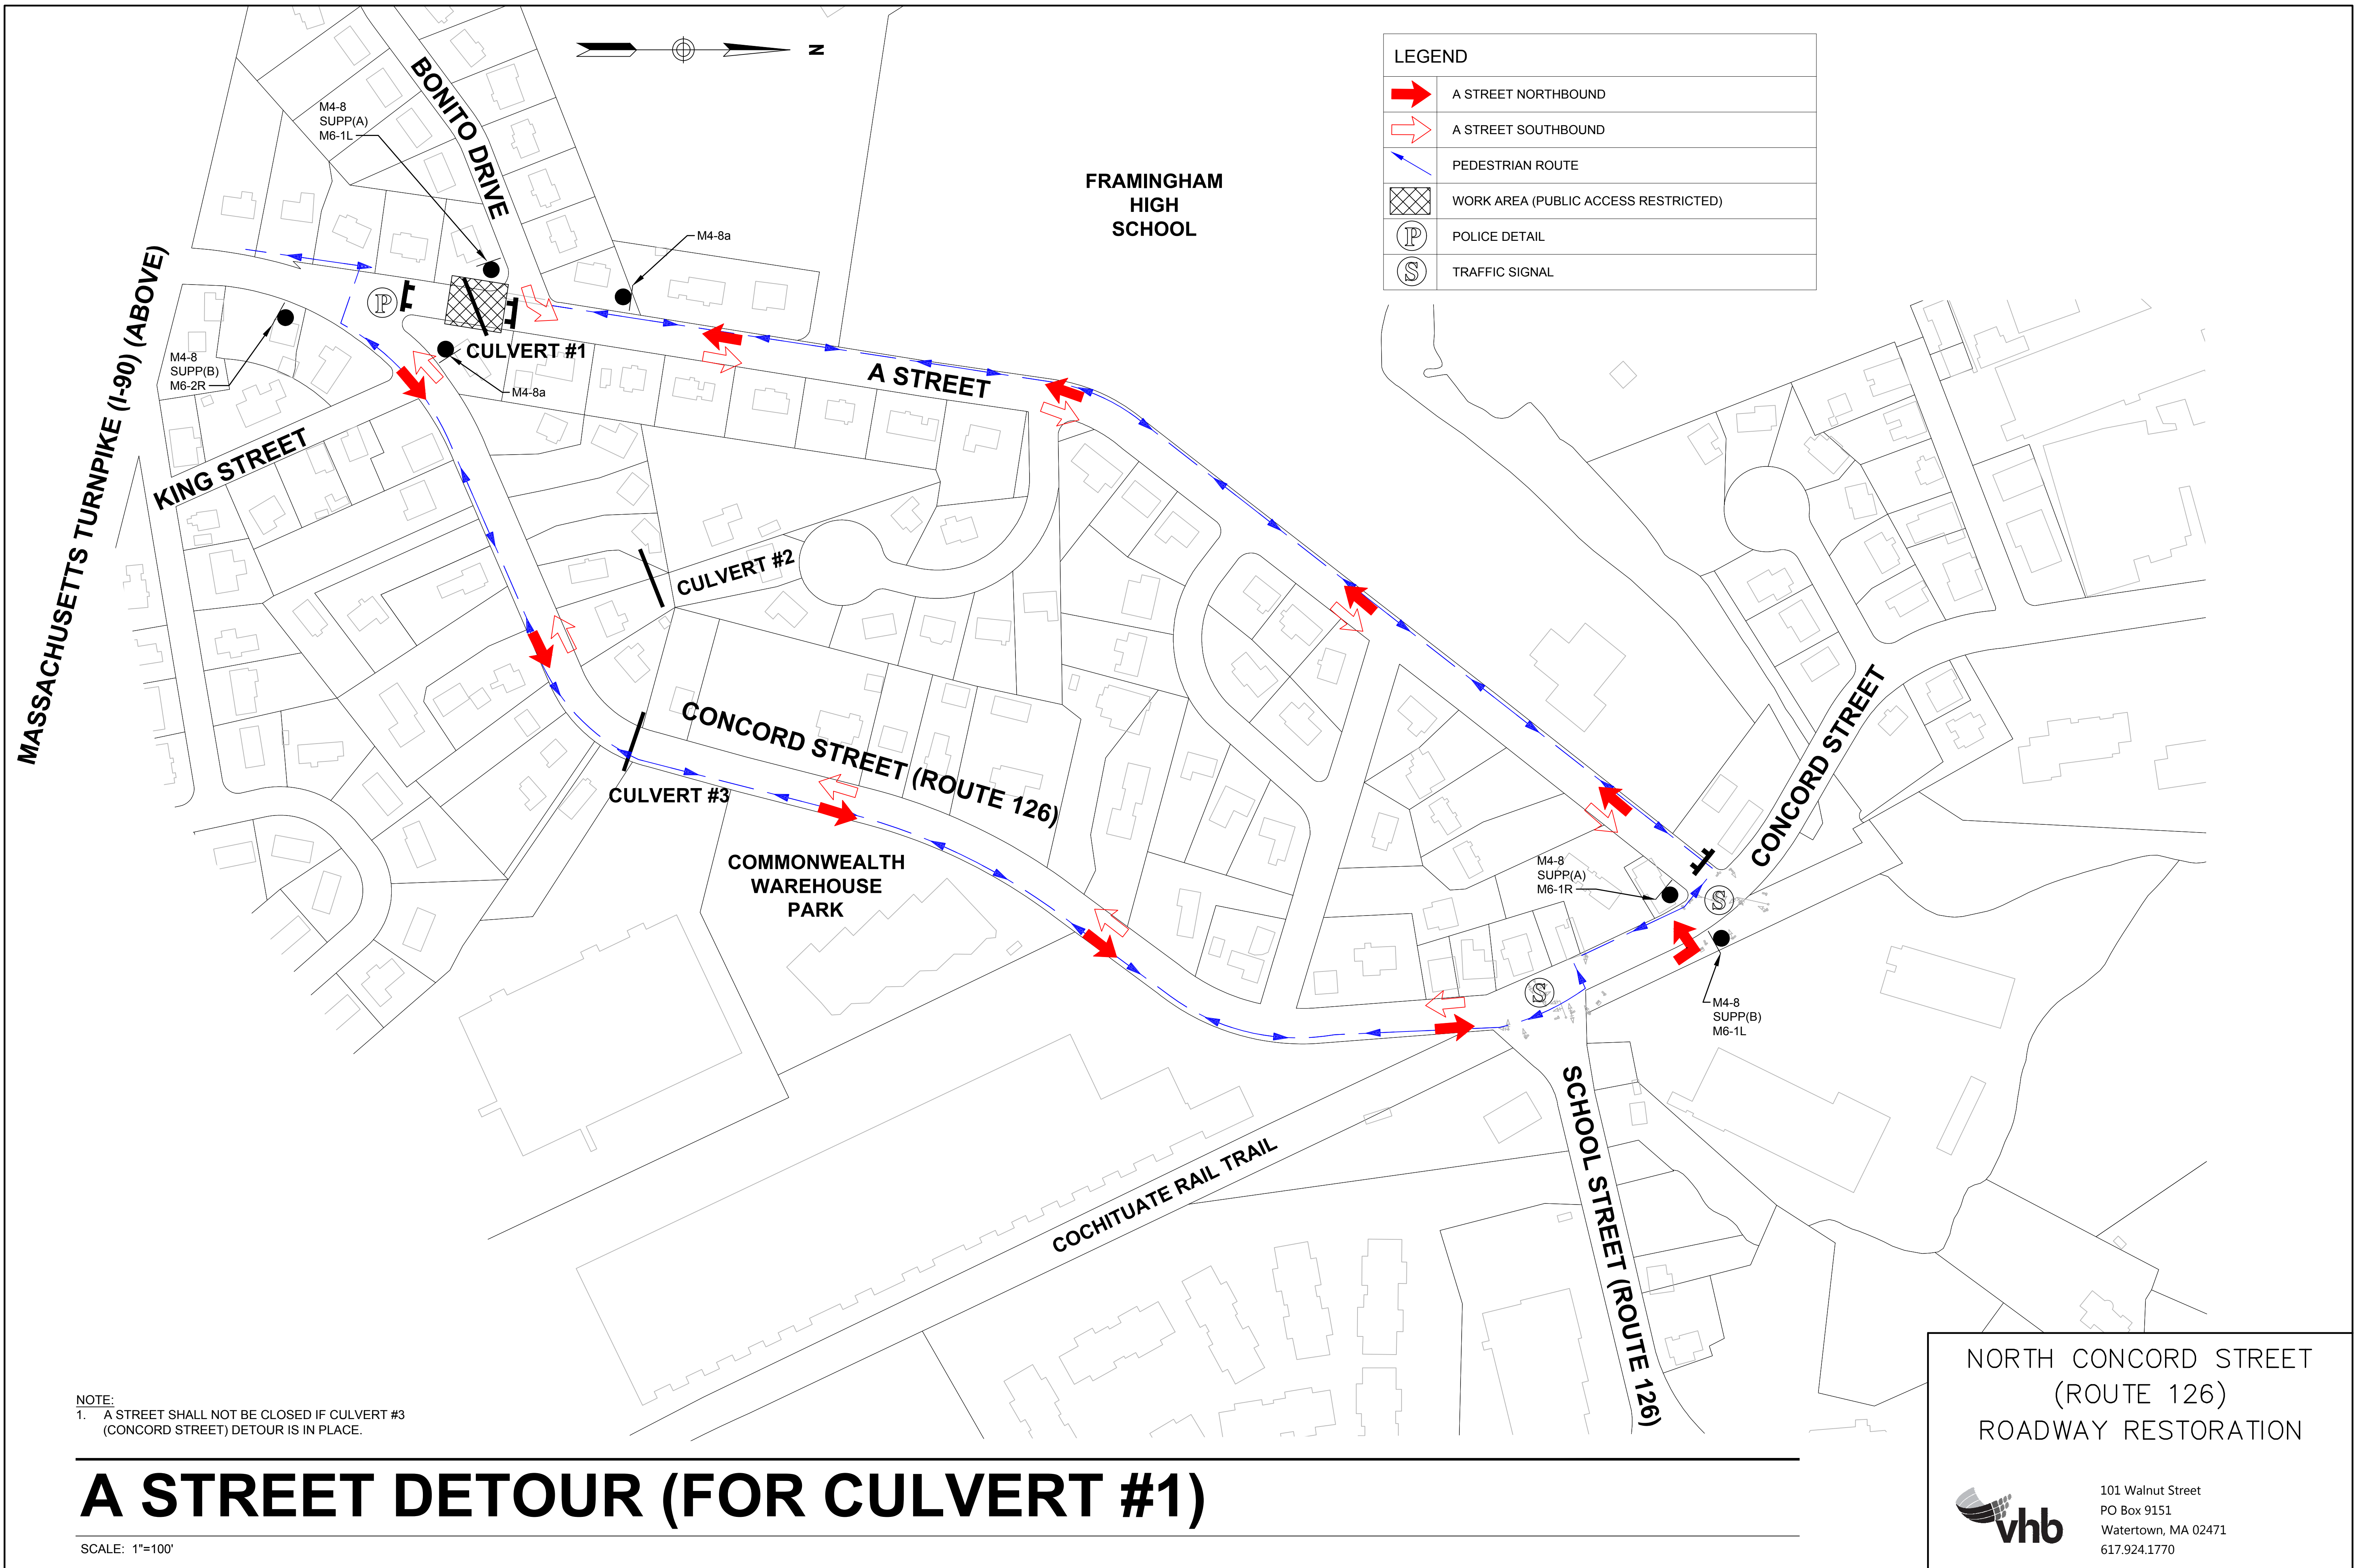 N
LEGEND
A STREET NORTHBOUND
A STREET SOUTHBOUND
PEDESTRIAN ROUTE
WORK AREA (PUBLIC ACCESS RESTRICTED)
P
POLICE DETAIL
S
TRAFFIC SIGNAL
BONITO DRIVE
M4-8
SUPP(A)
M6-1L
FRAMINGHAM
HIGH
SCHOOL
M4-8a
MASSACHUSETTS TURNPIKE (I-90) (ABOVE)
P
CULVERT #1
M4-8
SUPP(B)
M6-2R
M4-8a
A STREET
KING STREET
CULVERT #2
CONCORD STREET (ROUTE 126)
CULVERT #3
CONCORD STREET
COMMONWEALTH
WAREHOUSE
PARK
M4-8
SUPP(A)
M6-1R
S
S
M4-8
SUPP(B)
M6-1L
SCHOOL STREET (ROUTE 126)
COCHITUATE RAIL TRAIL
NOTE:
1. A STREET SHALL NOT BE CLOSED IF CULVERT #3
(CONCORD STREET) DETOUR IS IN PLACE.
A STREET DETOUR (FOR CULVERT #1)
SCALE: 1"=100'
NORTH CONCORD STREET
(ROUTE 126)
ROADWAY RESTORATION
vhb
101 Walnut Street
PO Box 9151
Watertown, MA 02471
617.924.1770